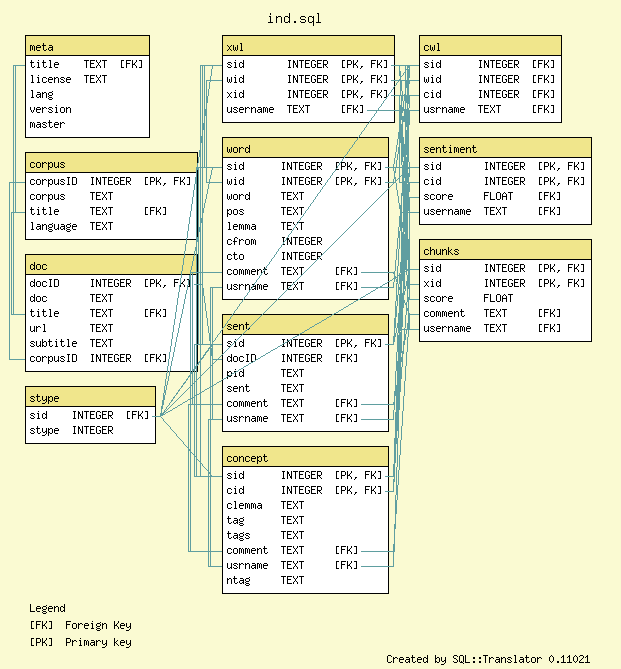 ind.sql
meta
title TEXT [FK]
license TEXT
lang
version
master
corpus
corpusID INTEGER [PK, FK]
corpus TEXT
title TEXT [FK]
language TEXT
doc
docID INTEGER [PK, FK]
doc TEXT
title TEXT [FK]
url TEXT
subtitle TEXT
corpusID INTEGER [FK]
stype
sid INTEGER [FK]
stype INTEGER
xwl
sid INTEGER [PK, FK]
wid INTEGER [PK, FK]
xid INTEGER [PK, FK]
username TEXT [FK]
word
sid INTEGER [PK, FK]
wid INTEGER [PK, FK]
word TEXT
pos TEXT
lemma TEXT
cfrom INTEGER
cto INTEGER
comment TEXT [FK]
usrname TEXT [FK]
sent
sid INTEGER [PK, FK]
docID INTEGER [FK]
pid TEXT
sent TEXT
comment TEXT [FK]
usrname TEXT [FK]
concept
sid INTEGER [PK, FK]
cid INTEGER [PK, FK]
clemma TEXT
tag TEXT
tags TEXT
comment TEXT [FK]
usrname TEXT [FK]
ntag TEXT
cwl
sid INTEGER [FK]
wid INTEGER [FK]
cid INTEGER [FK]
usrname TEXT [FK]
sentiment
sid INTEGER [PK, FK]
cid INTEGER [PK, FK]
score FLOAT [FK]
username TEXT [FK]
chunks
sid INTEGER [PK, FK]
xid INTEGER [PK, FK]
score FLOAT
comment TEXT [FK]
username TEXT [FK]
Legend
[FK] Foreign Key
[PK] Primary key
Created by SQL::Translator 0.11021